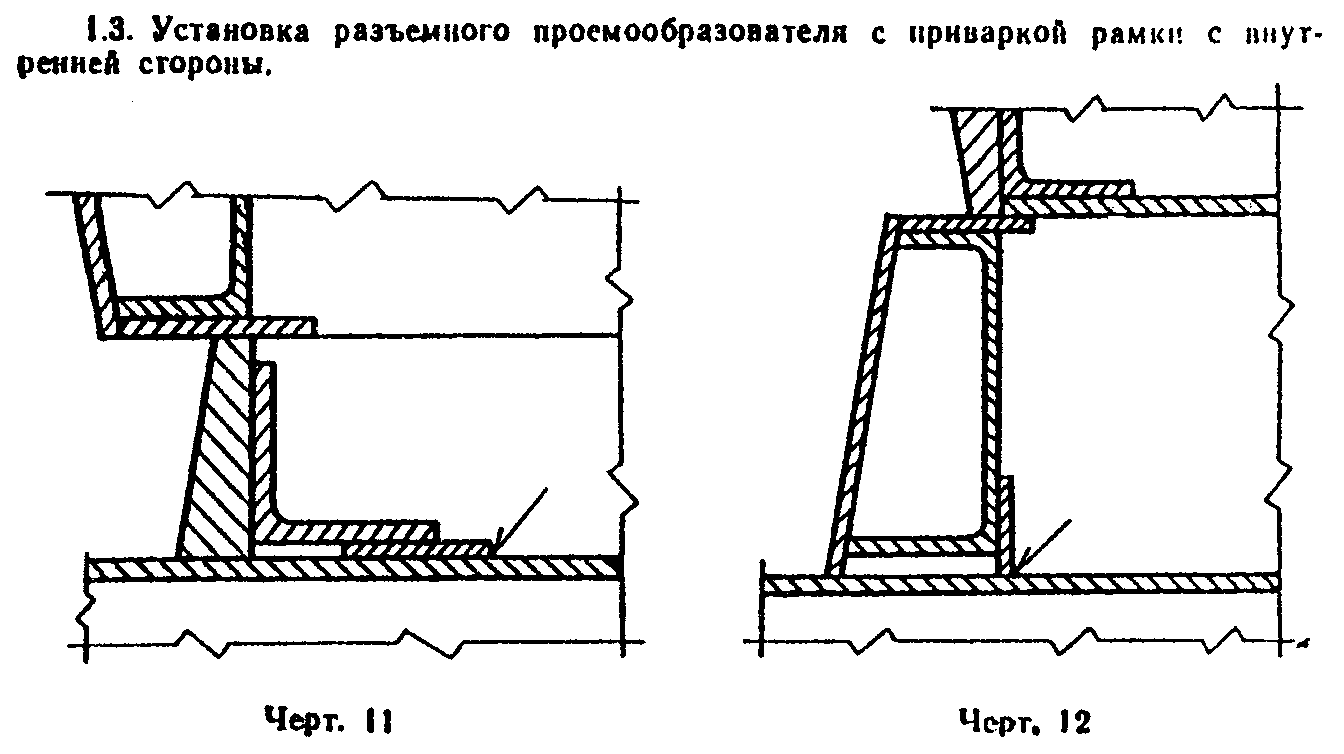 1.3. Установка разъемного проемообразователя с приваркой рамки с внут-
ренней стороны.
Черт. 11
Черт. 12